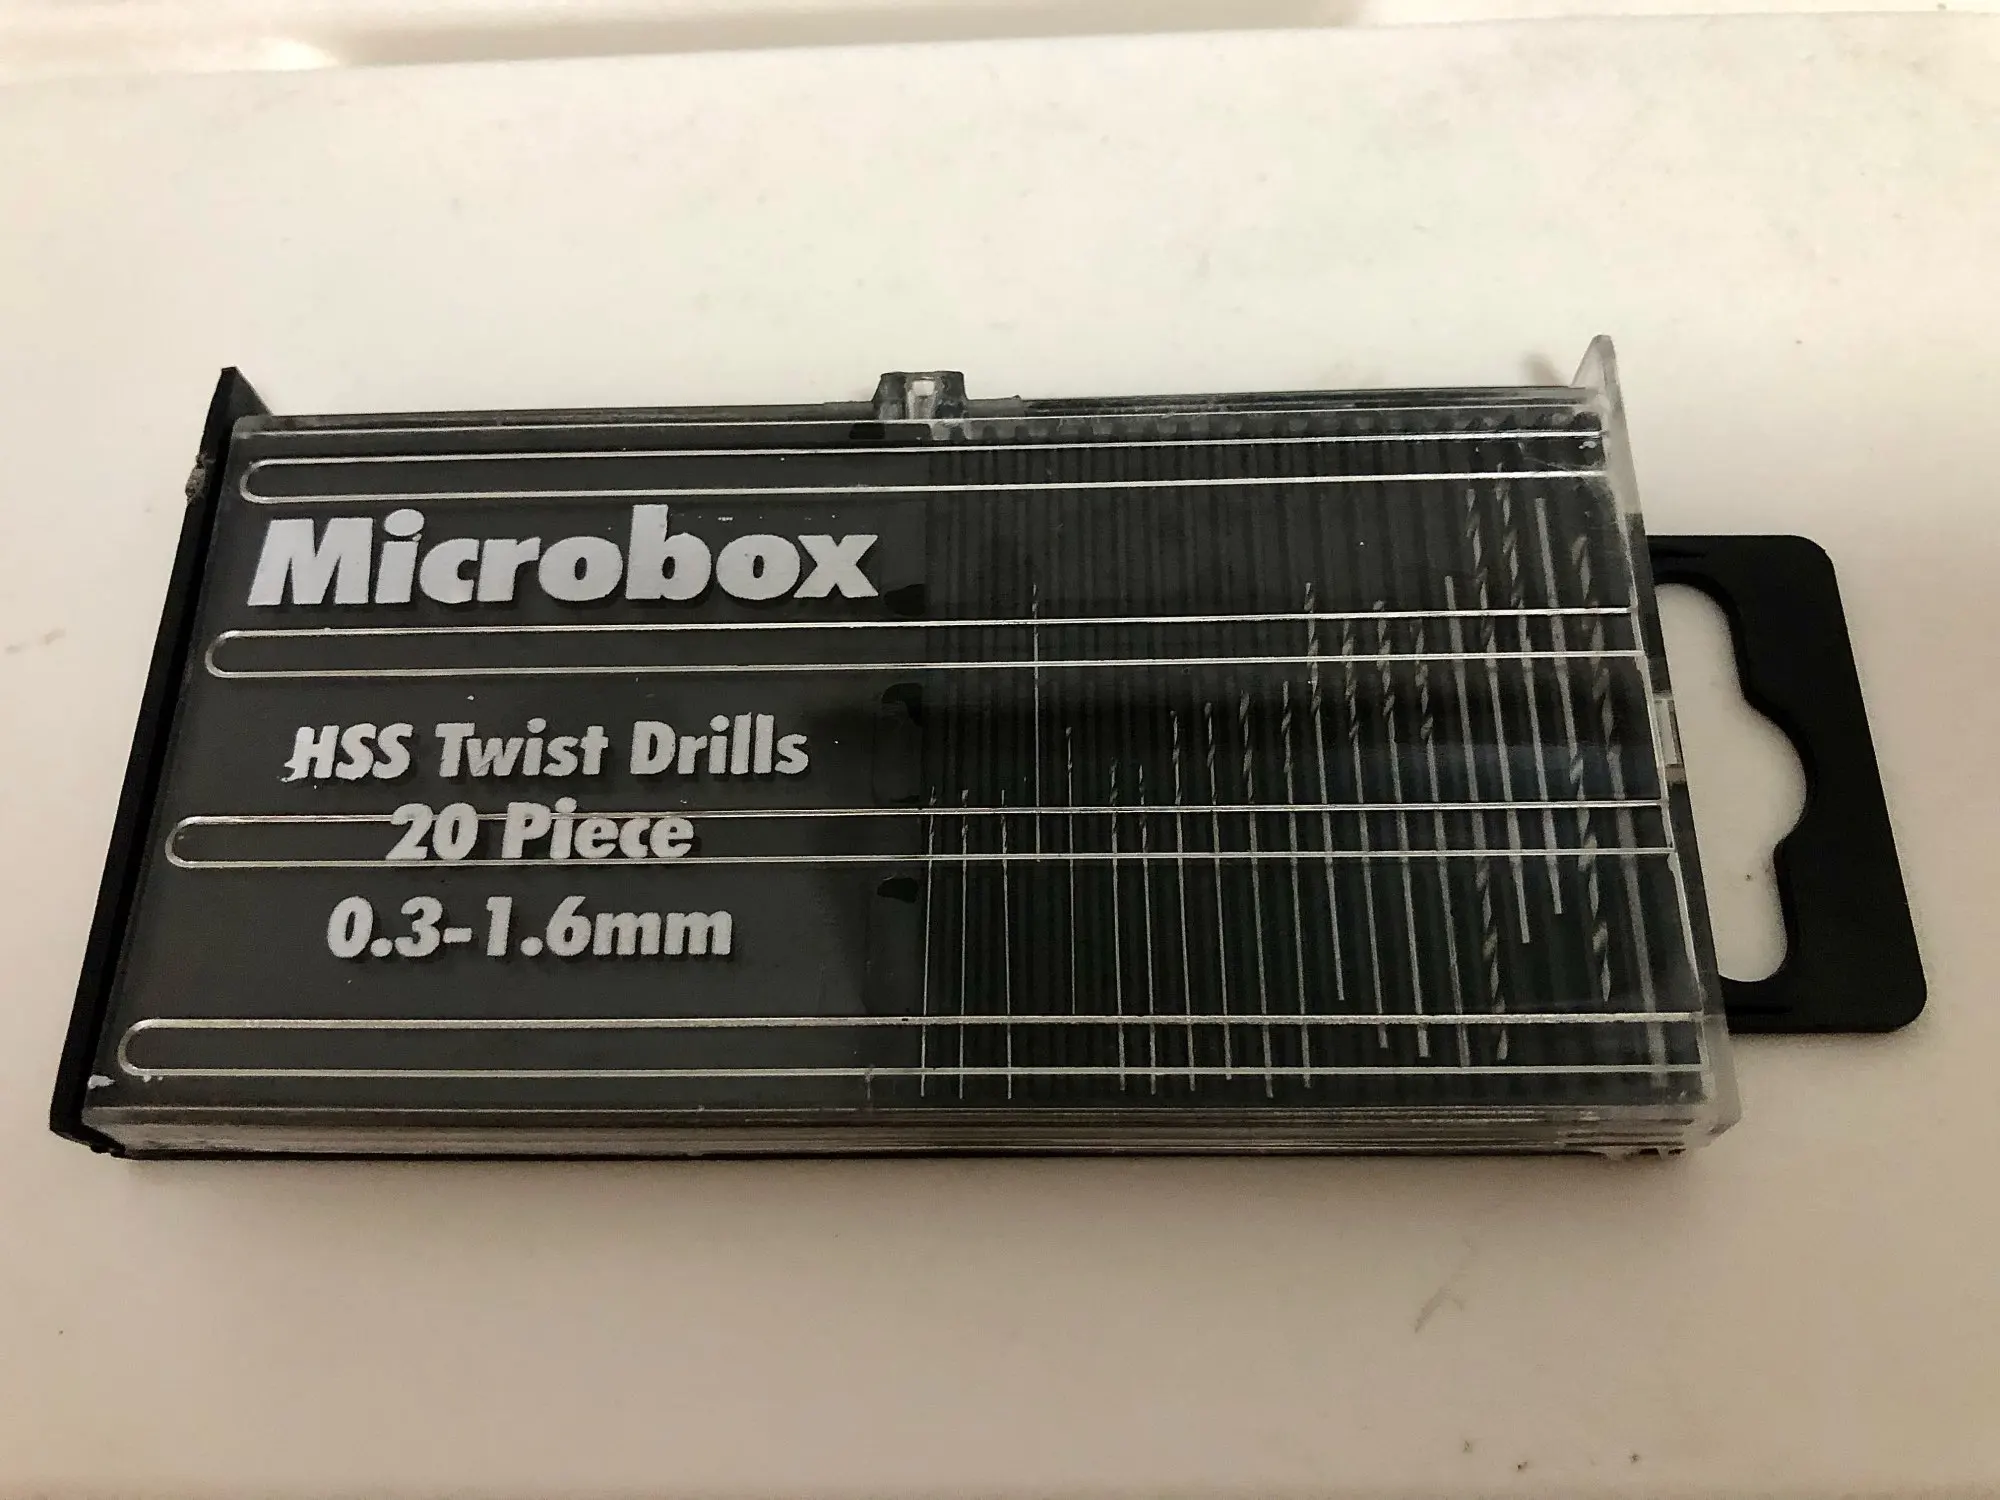 Microbox
HSS Twist Drills
20 Piece
0.3-1.6mm